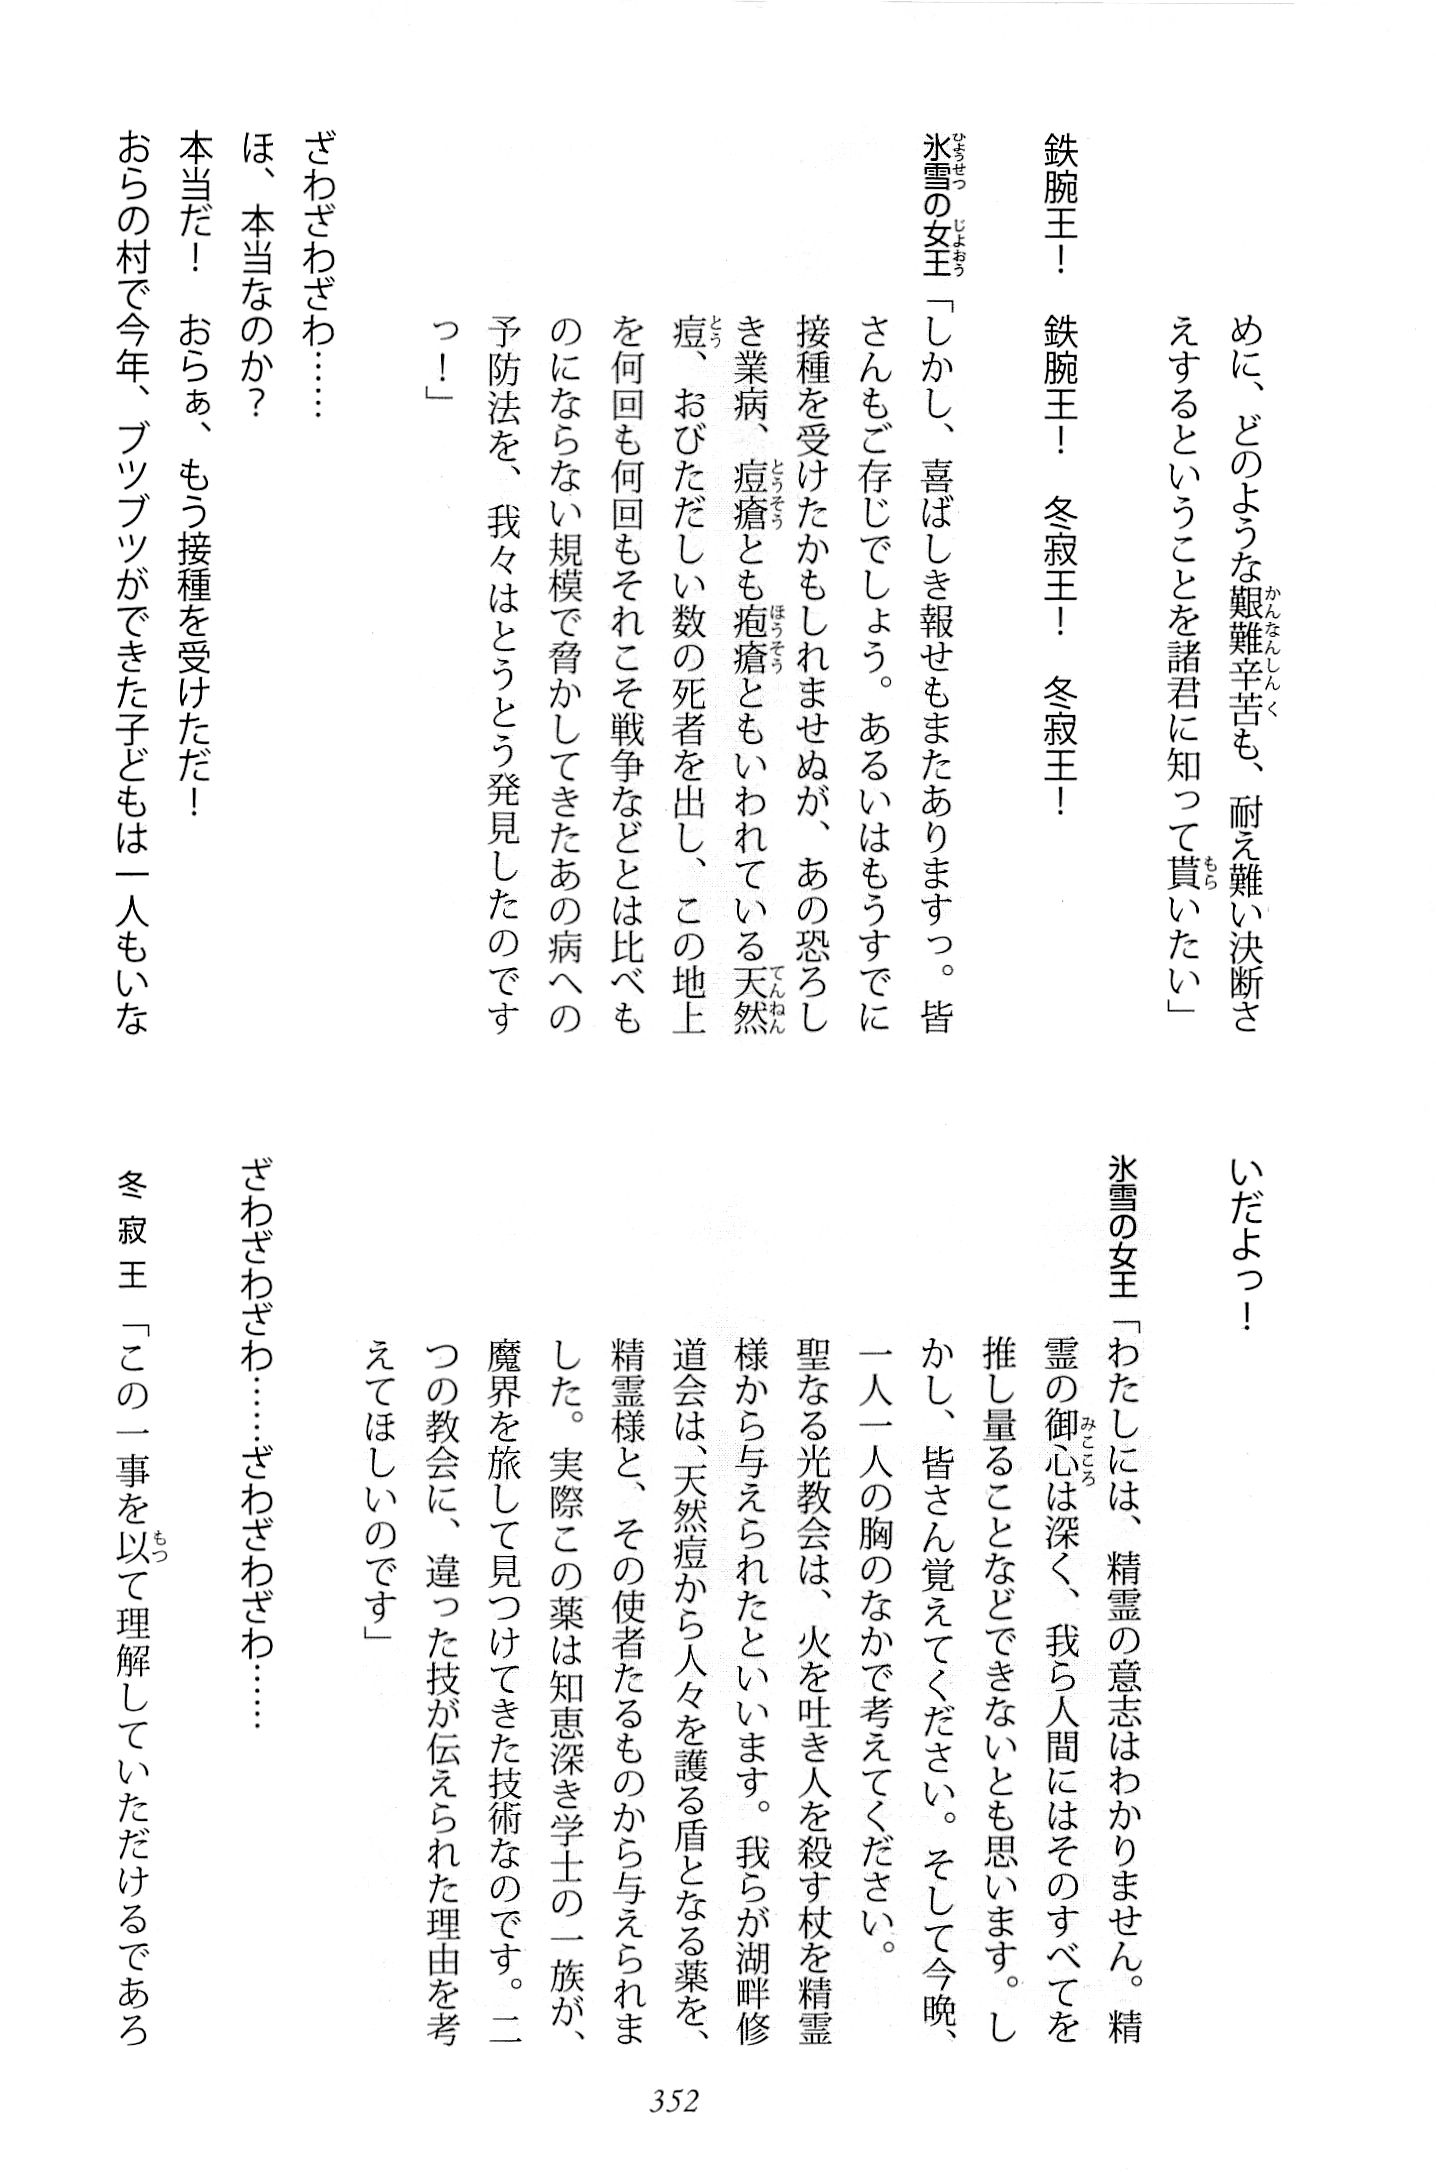 めに、どのような艱難辛苦も、耐え難い決断さ
えするということを諸君に知って貰いたい」
鉄腕王！　鉄腕王！　冬寂王！　冬寂王！
氷雪の女王「しかし、喜ばしき報せもまたありますっ。皆
さんもご存じでしょう。あるいはもうすでに
接種を受けたかもしれませぬが、あの恐ろし
き業病、痘瘡とも疱瘡ともいわれている天然
痘、おびただしい数の死者を出し、この地上
を何回も何回もそれこそ戦争などとは比べも
のにならない規模で脅かしてきたあの病への
予防法を、我々はとうとう発見したのです
っ！」
ざわざわざわ……
ほ、本当なのか？
本当だ！　おらぁ、もう接種を受けただ！
おらの村で今年、ブツブツができた子どもは一人もいな
いだよっ！
氷雪の女王「わたしには、精霊の意志はわかりません。精
霊の御心は深く、我ら人間にはそのすべてを
推し量ることなどできないとも思います。し
かし、皆さん覚えてください。そして今晩、
一人一人の胸のなかで考えてください。
聖なる光教会は、火を吐き人を殺す杖を精霊
様から与えられたといいます。我らが湖畔修
道会は、天然痘から人々を護る盾となる薬を、
精霊様と、その使者たるものから与えられま
した。実際この薬は知恵深き学士の一族が、
魔界を旅して見つけてきた技術なのです。二
つの教会に、違った技が伝えられた理由を考
えてほしいのです」
ざわざわざわ……ざわざわざわ……
冬寂王「この一事を以て理解していただけるであろ
352